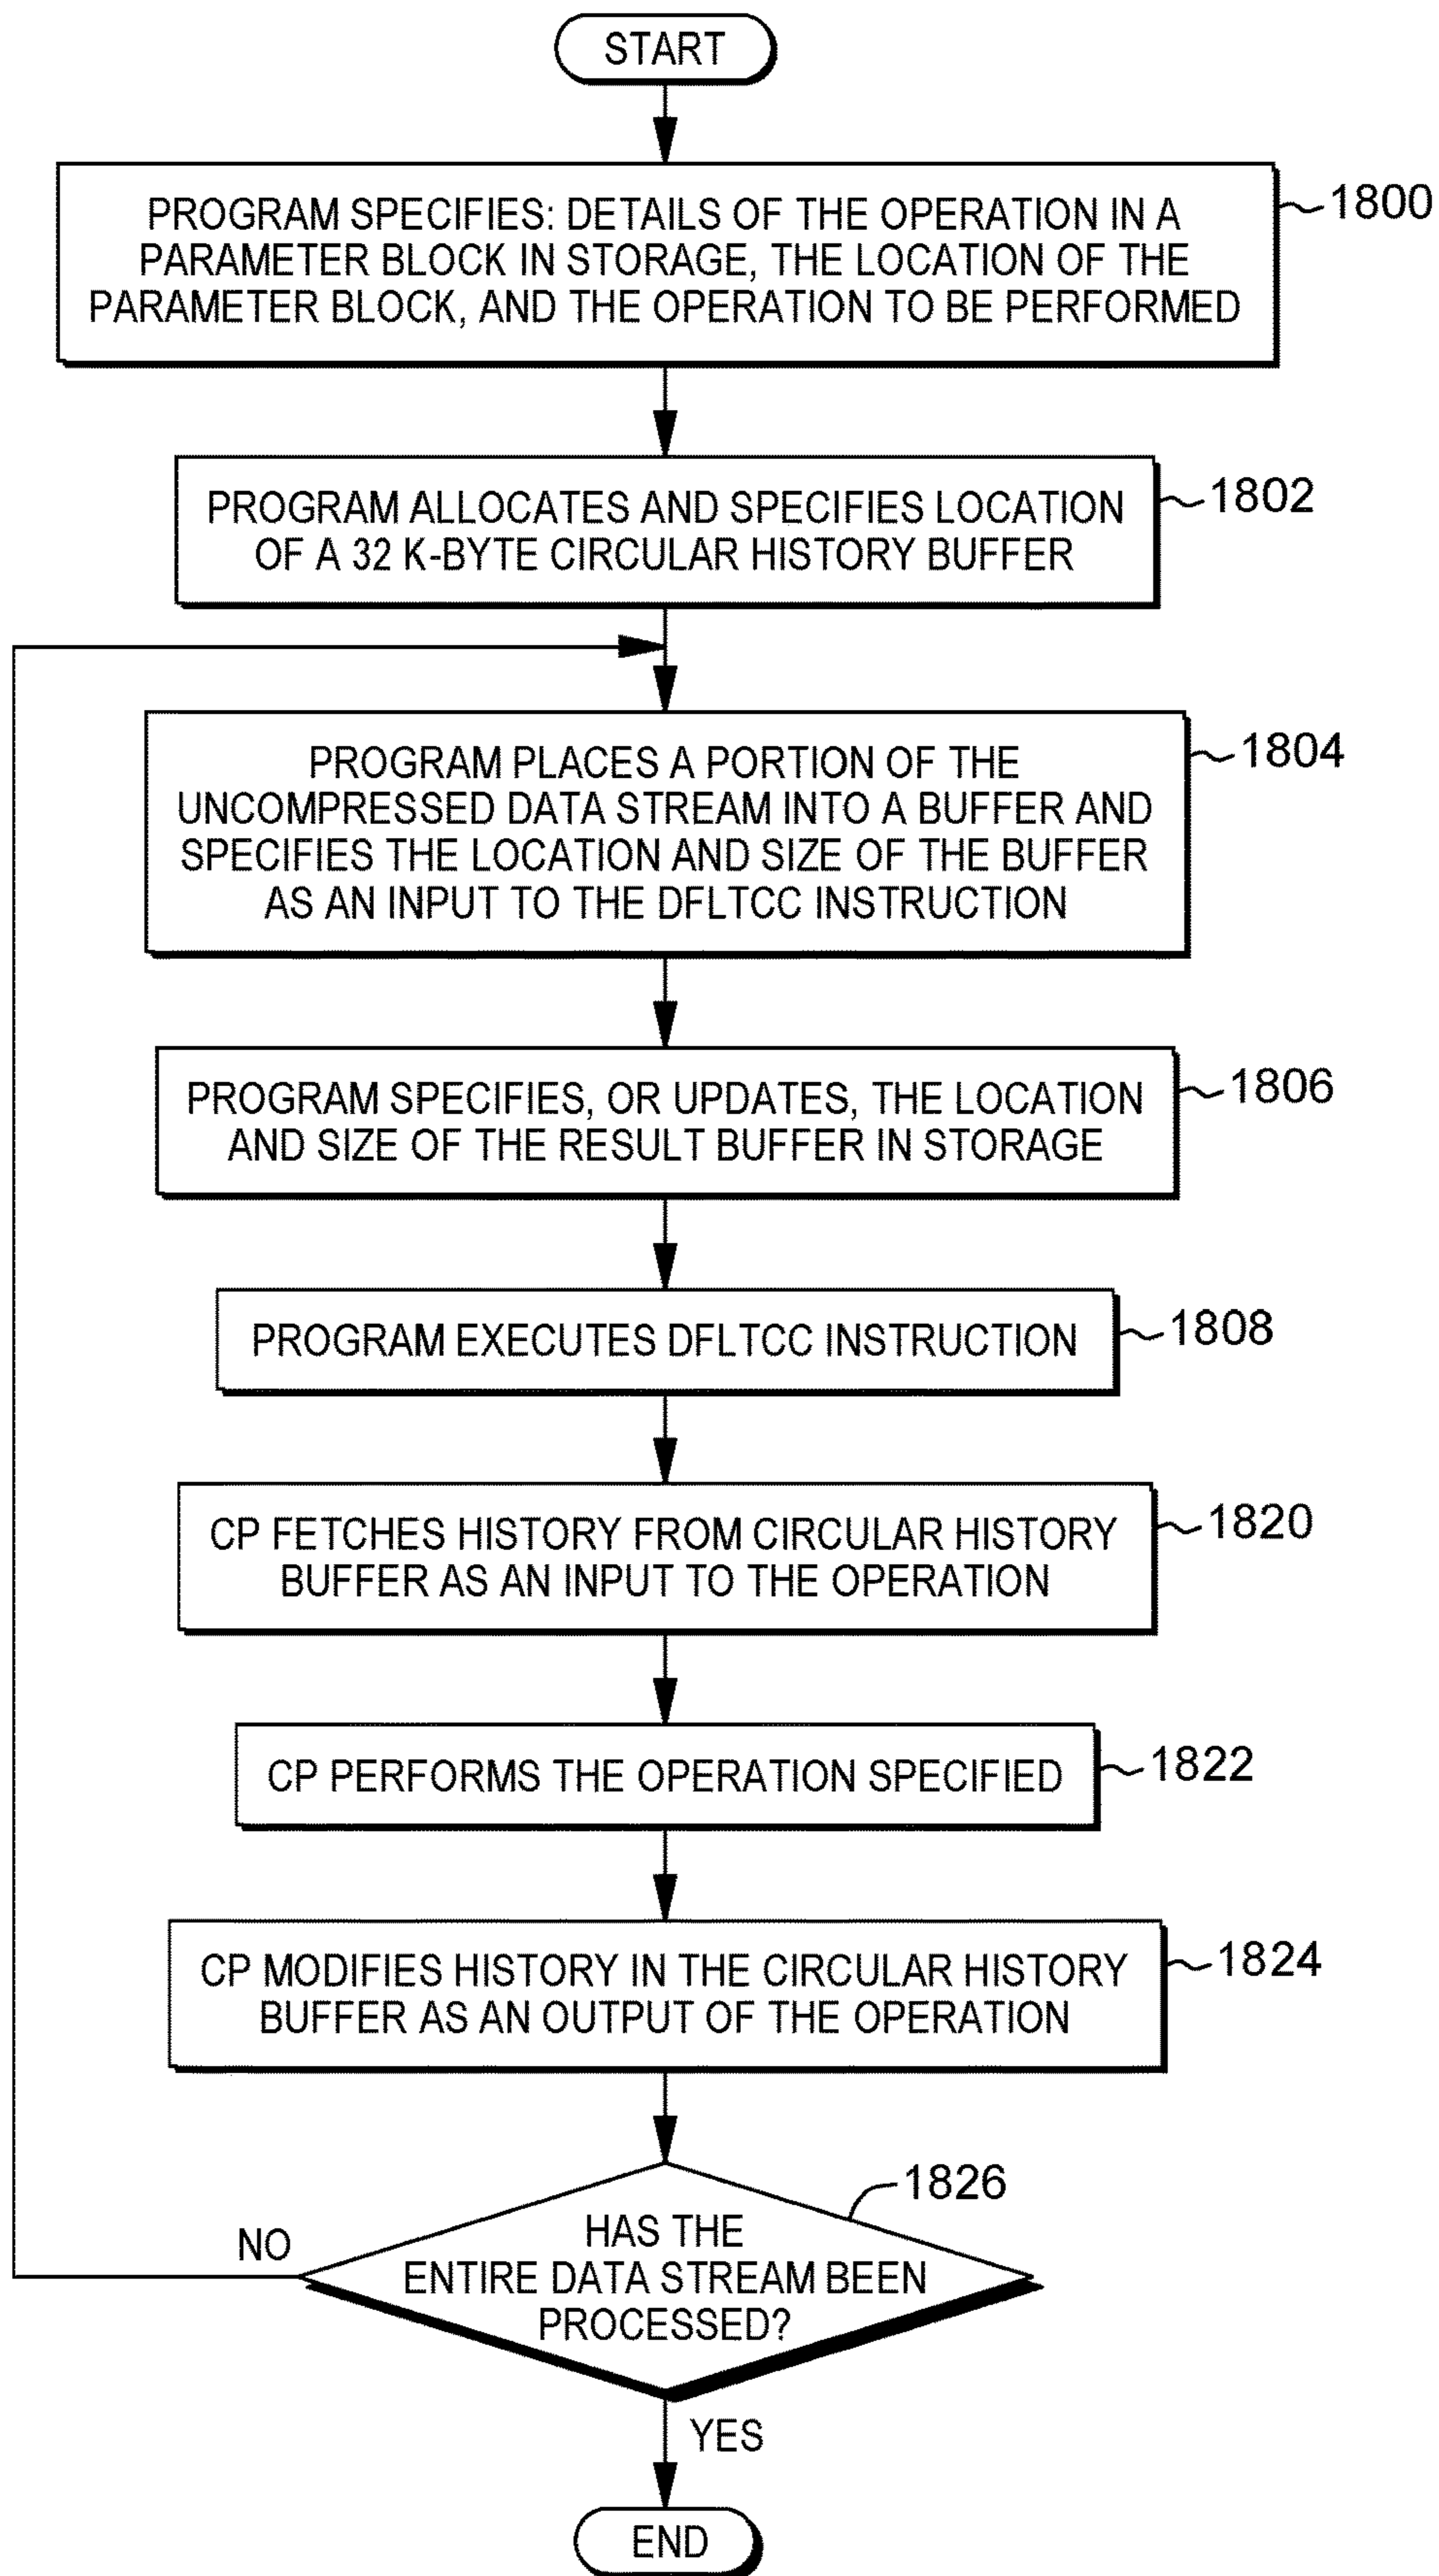 START
PROGRAM SPECIFIES: DETAILS OF THE OPERATION IN A
PARAMETER BLOCK IN STORAGE, THE LOCATION OF THE
PARAMETER BLOCK, AND THE OPERATION TO BE PERFORMED
1800
PROGRAM ALLOCATES AND SPECIFIES LOCATION
OF A 32 K-BYTE CIRCULAR HISTORY BUFFER
1802
PROGRAM PLACES A PORTION OF THE
UNCOMPRESSED DATA STREAM INTO A BUFFER AND
SPECIFIES THE LOCATION AND SIZE OF THE BUFFER
AS AN INPUT TO THE DFLTCC INSTRUCTION
1804
PROGRAM SPECIFIES, OR UPDATES, THE LOCATION
AND SIZE OF THE RESULT BUFFER IN STORAGE
1806
PROGRAM EXECUTES DFLTCC INSTRUCTION
1808
CP FETCHES HISTORY FROM CIRCULAR HISTORY
BUFFER AS AN INPUT TO THE OPERATION
1820
CP PERFORMS THE OPERATION SPECIFIED
1822
CP MODIFIES HISTORY IN THE CIRCULAR HISTORY
BUFFER AS AN OUTPUT OF THE OPERATION
1824
HAS THE
ENTIRE DATA STREAM BEEN
PROCESSED?
1826
NO
YES
END